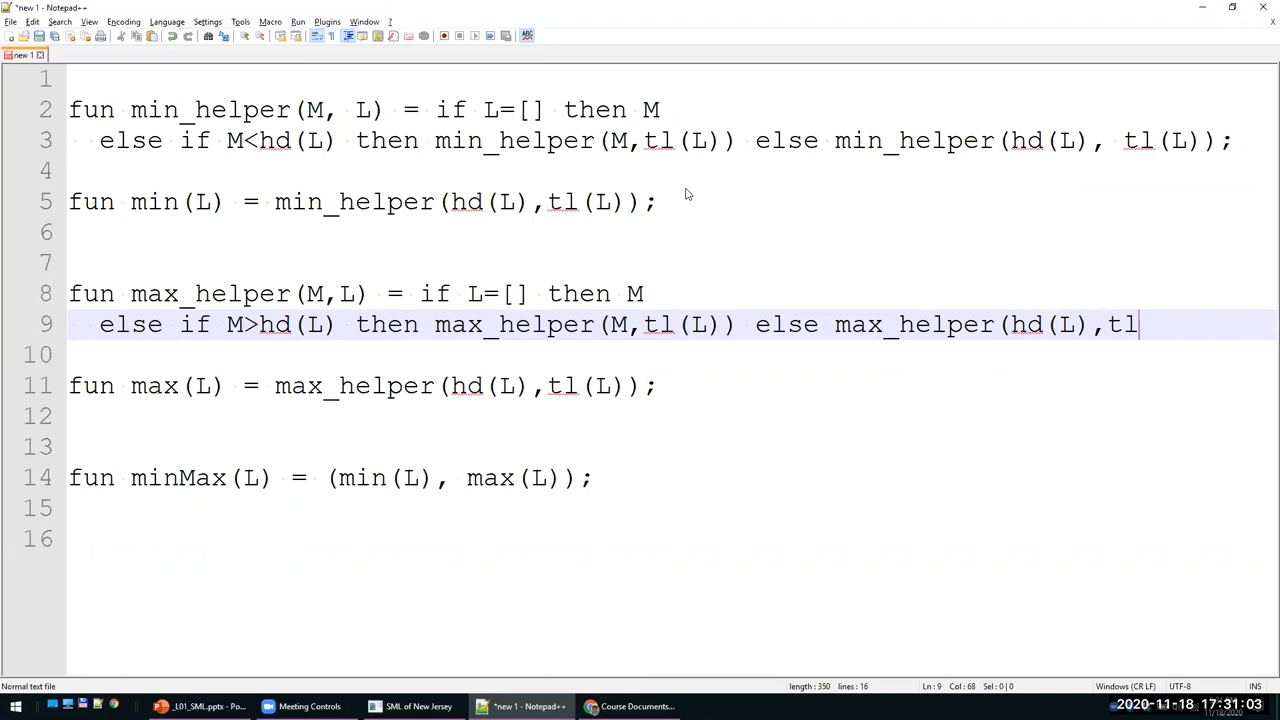 *new 1 - Notepad++
File Edit Search View Encoding Language Settings Tools Macro Run Plugins Window ?
new 1
1
2 fun min_helper(M, L) = if L=[] then M
3 else if M<hd(L) then min_helper(M,tl(L)) else min_helper(hd(L), tl(L));
4
5 fun min(L) = min_helper(hd(L),tl(L));
6
7
8 fun max_helper(M,L) = if L=[] then M
9 else if M>hd(L) then max_helper(M,tl(L)) else max_helper(hd(L),tl
10
11 fun max(L) = max_helper(hd(L),tl(L));
12
13
14 fun minMax(L) = (min(L), max(L));
15
16
Normal text file length : 350 lines : 16 Ln : 9 Col : 68 Sel : 0 | 0 Windows (CR LF) UTF-8 INS
_L01_SML.pptx - Po... Meeting Controls SML of New Jersey *new 1 - Notepad++ Course Documents... 2020-11-18 17:31:03
11/18/2020